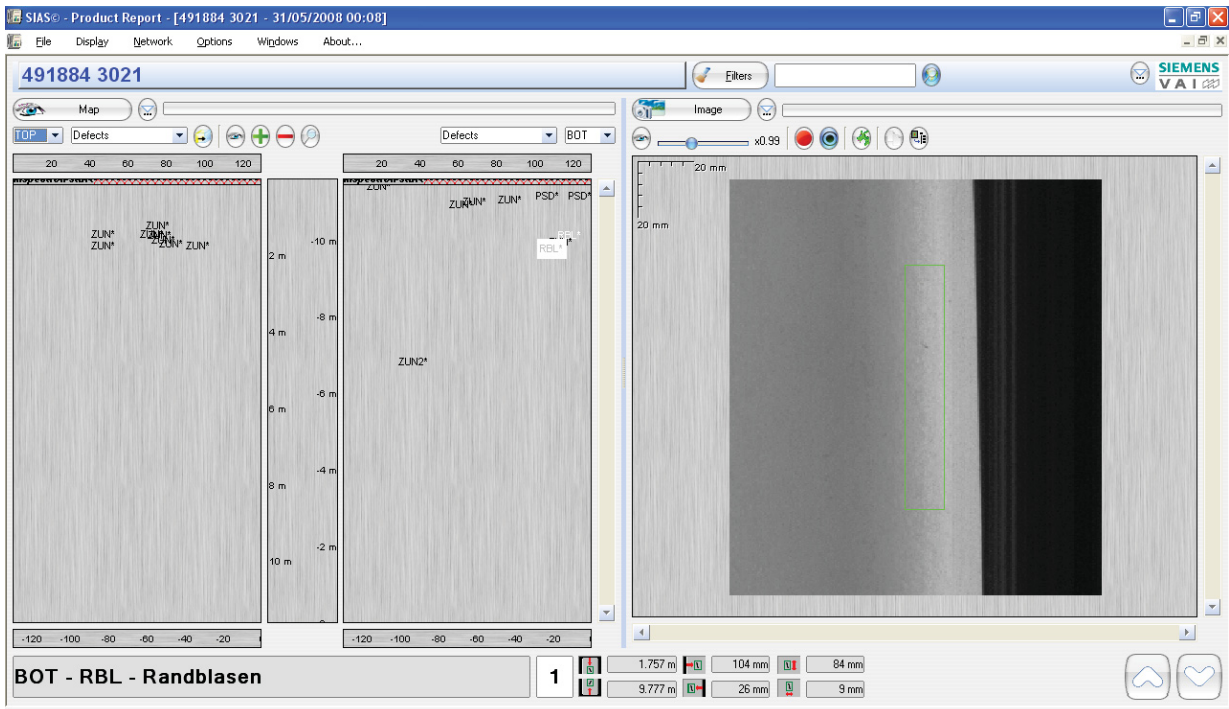 SIAS© - Product Report - [491884 3021 - 31/05/2008 00:08]
File Display Network Options Windows About...
491884 3021
Filters
SIEMENS
VAI
Map
Image
TOP Defects
Defects BOT
x0.99
20 40 60 80 100 120
20 40 60 80 100 120
20 mm
20 mm
ZUN*
ZUN* ZUN* ZUN* PSD* PSD*
ZUN*
ZUN*
ZUN* ZUN* ZUN*
RBL*
RBL*
-10 m
2 m
-8 m
4 m
ZUN2*
-6 m
6 m
-4 m
8 m
-2 m
10 m
-120 -100 -80 -60 -40 -20
-120 -100 -80 -60 -40 -20
BOT - RBL - Randblasen
1
1.757 m 104 mm 84 mm
9.777 m 26 mm 9 mm